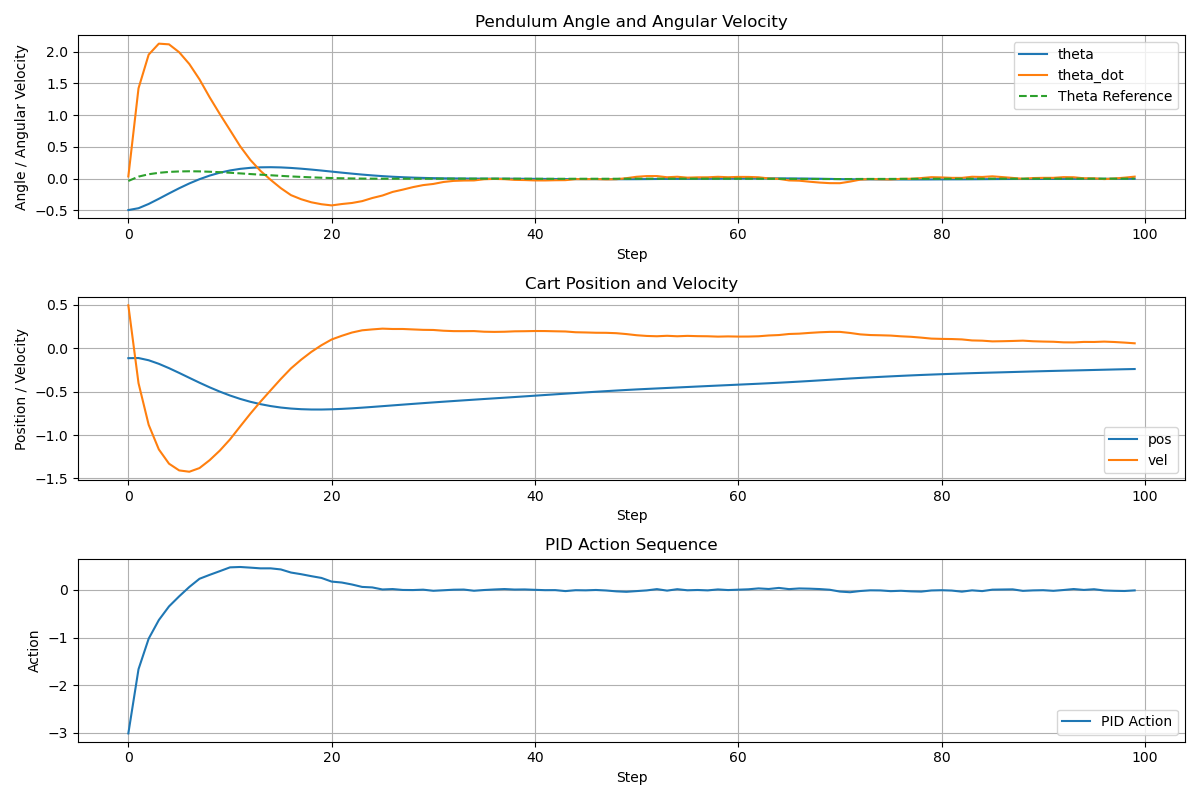 Pendulum Angle and Angular Velocity
Angle / Angular Velocity
2.0
1.5
1.0
0.5
0.0
−0.5
theta
theta_dot
Theta Reference
0 20 40 60 80 100
Step
Cart Position and Velocity
Position / Velocity
0.5
0.0
−0.5
−1.0
−1.5
pos
vel
0 20 40 60 80 100
Step
PID Action Sequence
Action
0
−1
−2
−3
PID Action
0 20 40 60 80 100
Step